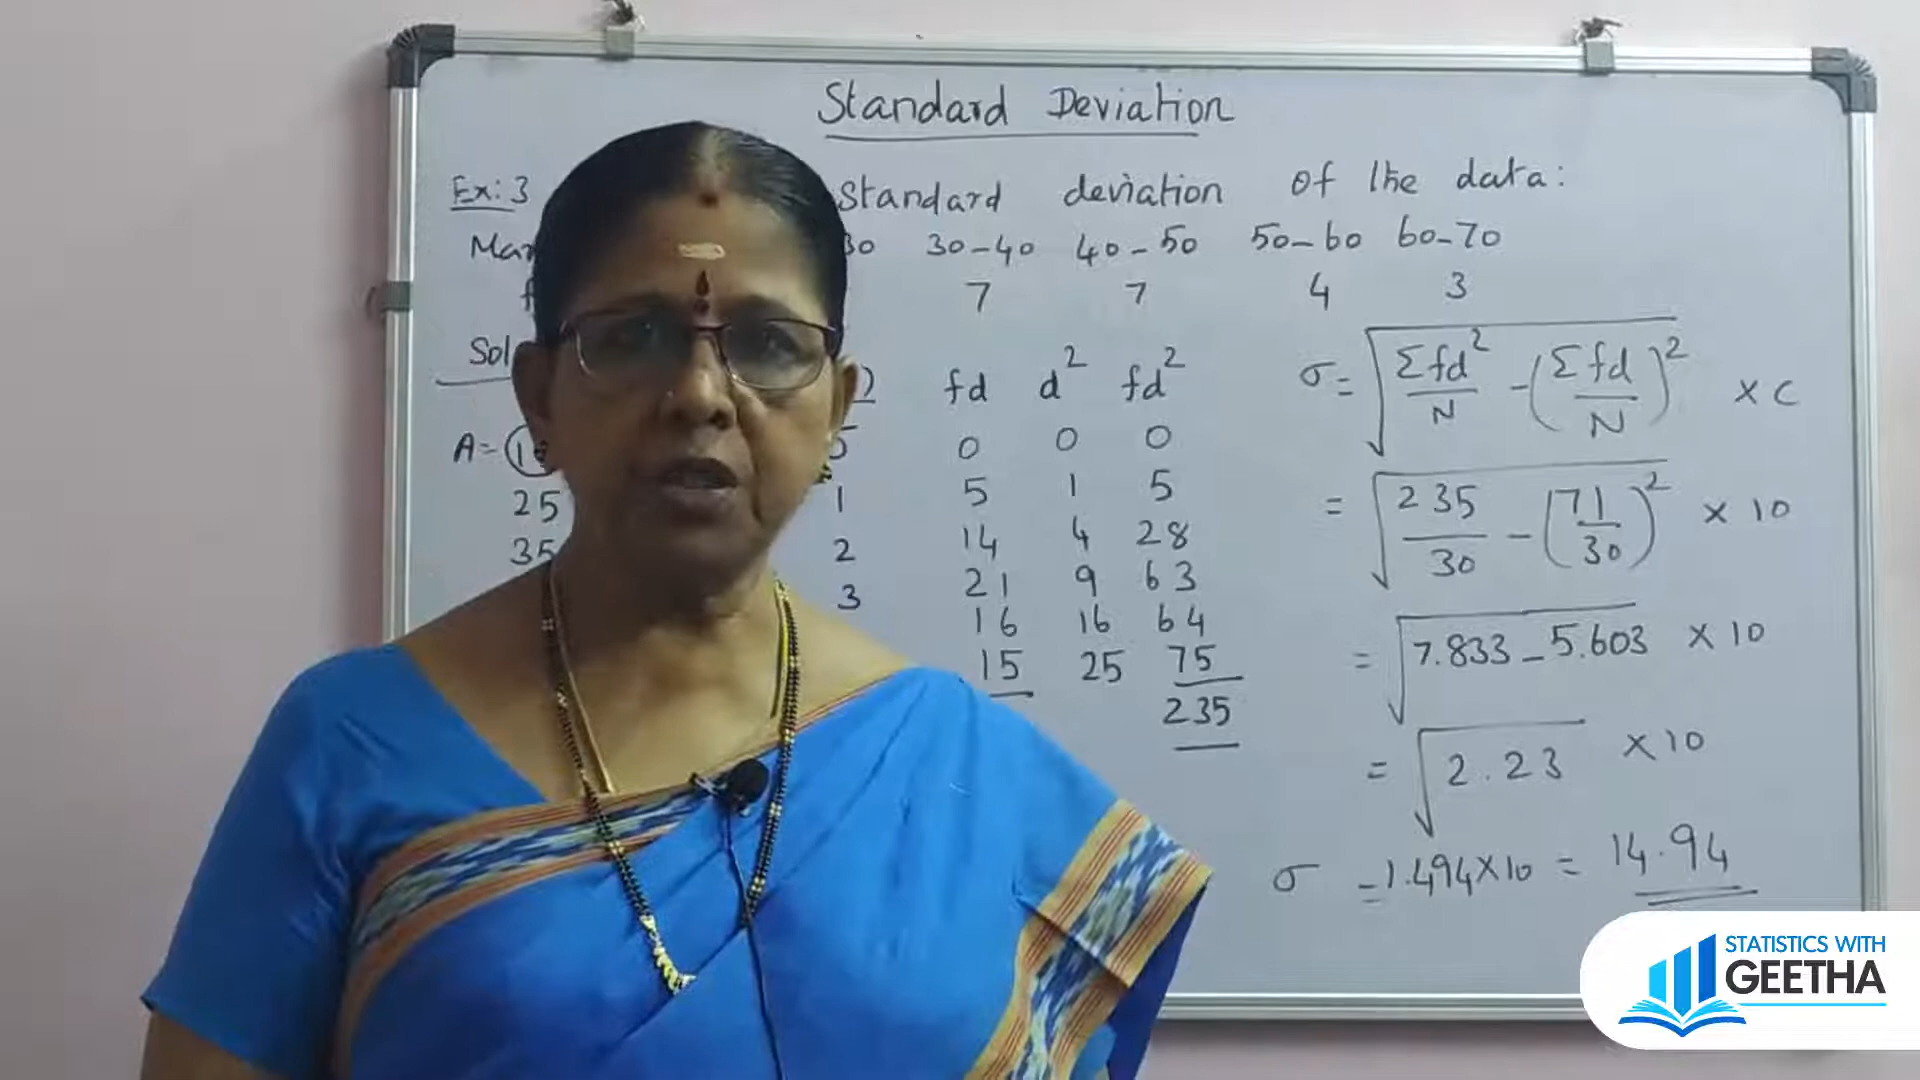 Standard Deviation
Ex: 3 Standard deviation of the data:
30 30-40 40-50 50-60 60-70
7 7 4 3
Sol
fd d² fd²
A = 0 0 0
25 1 5 1 5
35 2 14 4 28
3 21 9 63
16 16 64
15 25 75
235
σ = √(Σfd²/N - (Σfd/N)²) × C
= √(235/30 - (71/30)²) × 10
= √(7.833 - 5.603) × 10
= √(2.23) × 10
σ = 1.494 × 10 = 14.94
STATISTICS WITH
GEETHA